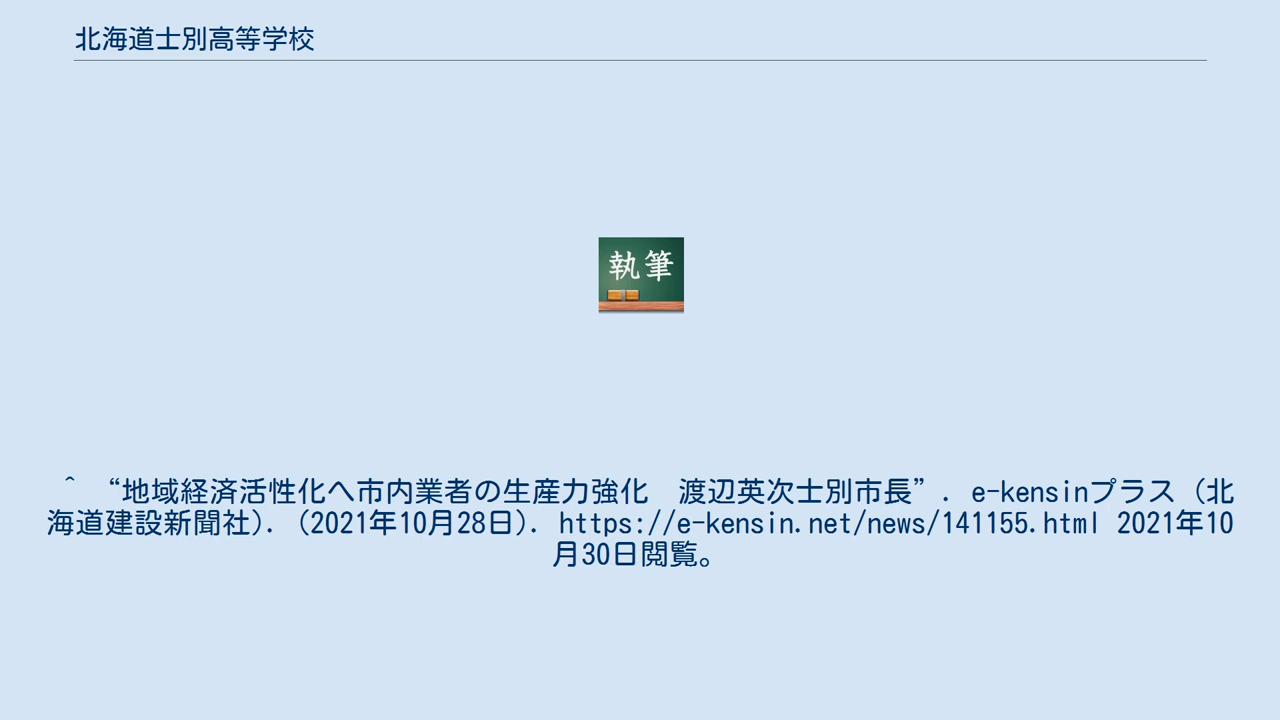 北海道士別高等学校
執筆
^ “地域経済活性化へ市内業者の生産力強化　渡辺英次士別市長”. e-kensinプラス (北
海道建設新聞社). (2021年10月28日). https://e-kensin.net/news/141155.html 2021年10
月30日閲覧。